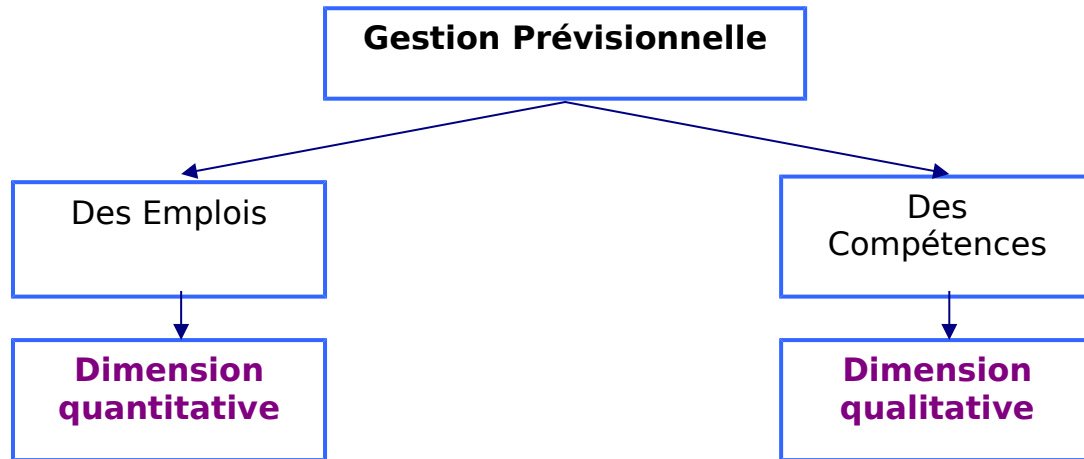 Gestion Prévisionnelle
Des Emplois
Des
Compétences
Dimension
quantitative
Dimension
qualitative